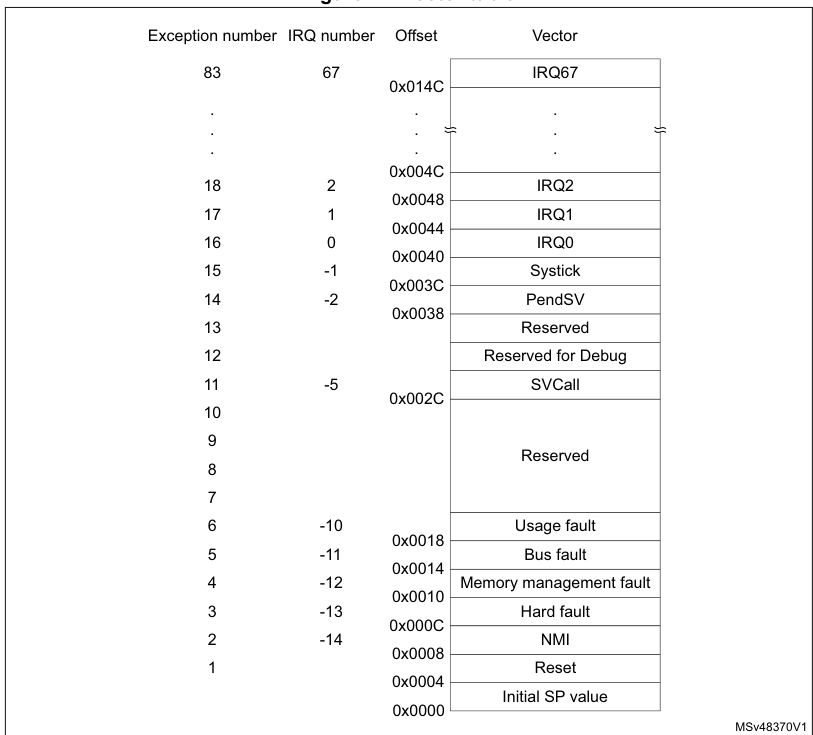 Exception number IRQ number Offset Vector
83 67 IRQ67
0x014C
. . .
. . .
. . .
0x004C
18 2 IRQ2
0x0048
17 1 IRQ1
0x0044
16 0 IRQ0
0x0040
15 -1 Systick
0x003C
14 -2 PendSV
0x0038
13 Reserved
12 Reserved for Debug
11 -5 SVCall
0x002C
10
9
Reserved
8
7
6 -10 Usage fault
0x0018
5 -11 Bus fault
0x0014
4 -12 Memory management fault
0x0010
3 -13 Hard fault
0x000C
2 -14 NMI
0x0008
1 Reset
0x0004
Initial SP value
0x0000
MSv48370V1